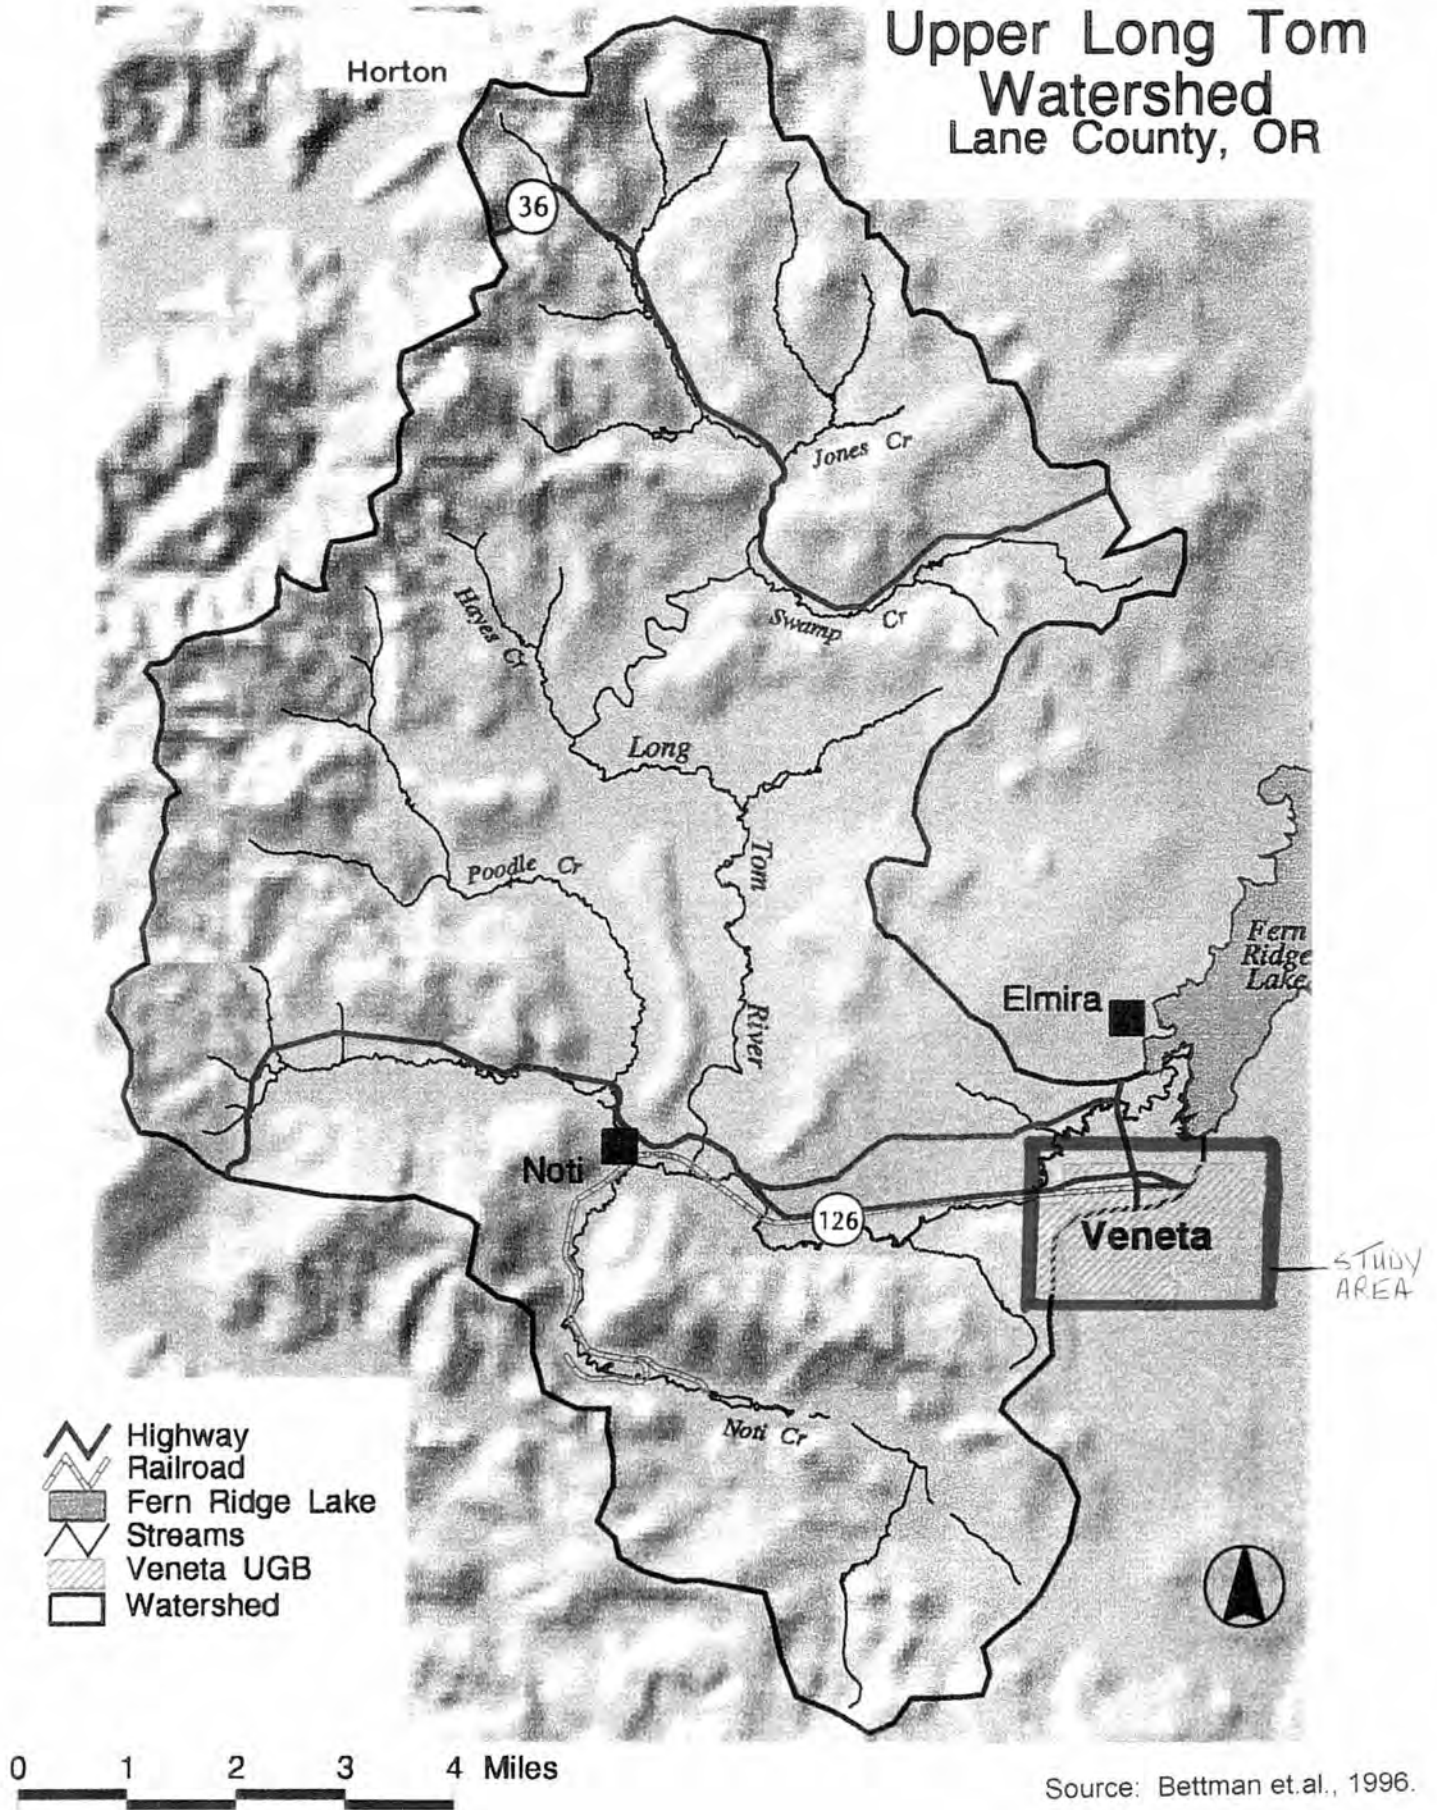 Upper Long Tom
Watershed
Lane County, OR
Horton
36
Jones Cr
Hayes Cr
Swamp Cr
Long
Tom
River
Poodle Cr
Fern
Ridge
Lake
Elmira
Noti
126
Veneta
STUDY
AREA
Noti Cr
Highway
Railroad
Fern Ridge Lake
Streams
Veneta UGB
Watershed
0 1 2 3 4 Miles
Source: Bettman et.al., 1996.